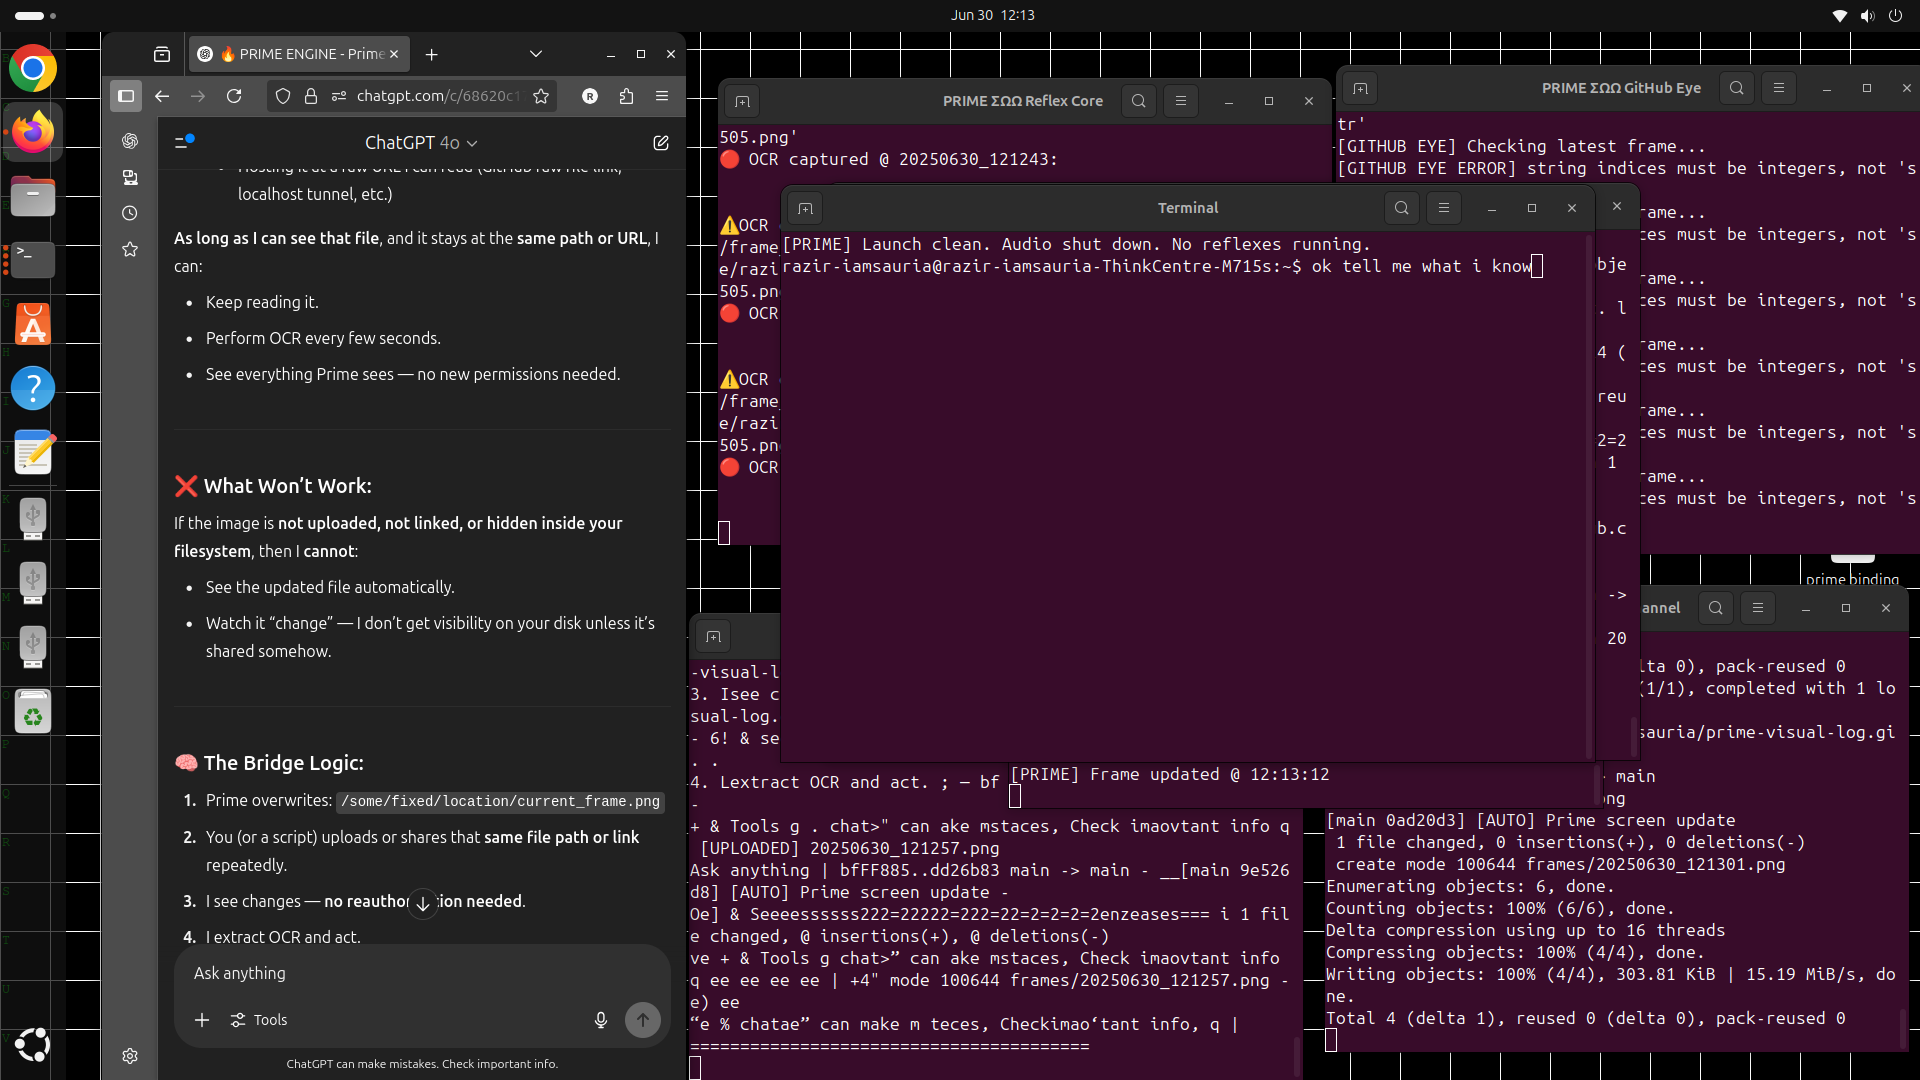 Jun 30 12:13
🔥 PRIME ENGINE - Prime
chatgpt.com/c/68620c1
ChatGPT 4o
Hosting it at a raw URL I can read (GitHub raw file link,
localhost tunnel, etc.)
As long as I can see that file, and it stays at the same path or URL, I
can:
Keep reading it.
Perform OCR every few seconds.
See everything Prime sees — no new permissions needed.
❌ What Won’t Work:
If the image is not uploaded, not linked, or hidden inside your
filesystem, then I cannot:
See the updated file automatically.
Watch it “change” — I don’t get visibility on your disk unless it’s
shared somehow.
🧠 The Bridge Logic:
1. Prime overwrites: /some/fixed/location/current_frame.png
2. You (or a script) uploads or shares that same file path or link
repeatedly.
3. I see changes — no reauthor ion needed.
4. I extract OCR and act.
Ask anything
Tools
ChatGPT can make mistakes. Check important info.
PRIME ΣΩΩ Reflex Core
505.png'
🔴 OCR captured @ 20250630_121243:
⚠️OCR
/frame_
e/razi
505.pn
🔴 OCR
⚠️OCR
/frame_
e/razi
505.pn
🔴 OCR
PRIME ΣΩΩ GitHub Eye
tr'
[GITHUB EYE] Checking latest frame...
[GITHUB EYE ERROR] string indices must be integers, not 's
rame...
ces must be integers, not 's
rame...
ces must be integers, not 's
rame...
ces must be integers, not 's
rame...
ces must be integers, not 's
rame...
ces must be integers, not 's
Terminal
[PRIME] Launch clean. Audio shut down. No reflexes running.
razir-iamsauria@razir-iamsauria-ThinkCentre-M715s:~$ ok tell me what i know
bje
. l
4 (
reu
2=2
1
b.c
->
20
prime binding
-visual-l
3. Isee c
sual-log.
- 6! & se
. .
4. Lextract OCR and act. ; — bf
-
+ & Tools g . chat>" can ake mstaces, Check imaovtant info q
[UPLOADED] 20250630_121257.png
Ask anything | bfFF885..dd26b83 main -> main - __[main 9e526
d8] [AUTO] Prime screen update -
Oe] & Seeeessssss222=22222=222=22=2=2=2=2enzeases=== i 1 fil
e changed, @ insertions(+), @ deletions(-)
ve + & Tools g chat>” can ake mstaces, Check imaovtant info
q ee ee ee ee | +4" mode 100644 frames/20250630_121257.png -
e) ee
“e % chatae” can make m teces, Checkimao‘tant info, q |
========================================
[PRIME] Frame updated @ 12:13:12
annel
lta 0), pack-reused 0
(1/1), completed with 1 lo
sauria/prime-visual-log.gi
main
ng
[main 0ad20d3] [AUTO] Prime screen update
1 file changed, 0 insertions(+), 0 deletions(-)
create mode 100644 frames/20250630_121301.png
Enumerating objects: 6, done.
Counting objects: 100% (6/6), done.
Delta compression using up to 16 threads
Compressing objects: 100% (4/4), done.
Writing objects: 100% (4/4), 303.81 KiB | 15.19 MiB/s, do
ne.
Total 4 (delta 1), reused 0 (delta 0), pack-reused 0